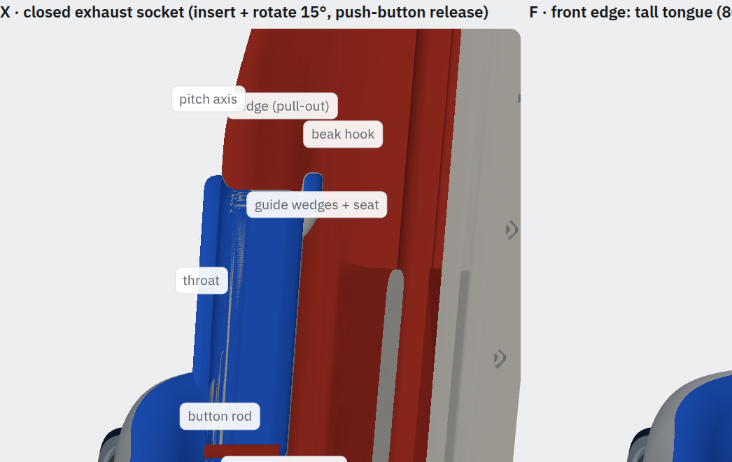 X · closed exhaust socket (insert + rotate 15°, push-button release)
F · front edge: tall tongue (8
pitch axis
dge (pull-out)
beak hook
guide wedges + seat
throat
button rod